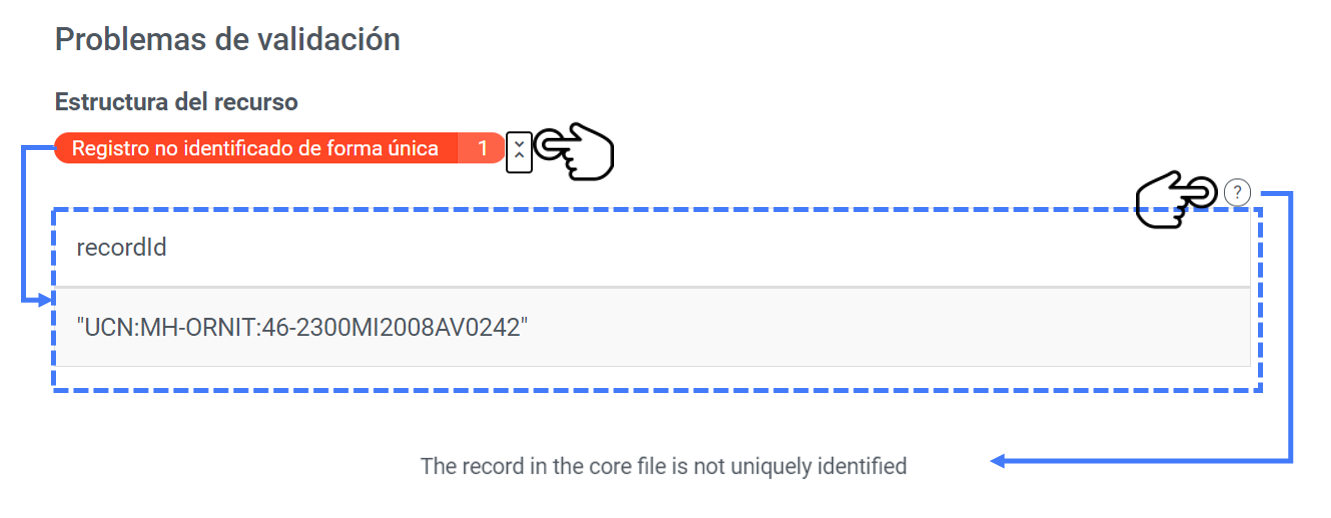 Problemas de validación
Estructura del recurso
Registro no identificado de forma única 1
?
recordId
"UCN:MH-ORNIT:46-2300MI2008AV0242"
The record in the core file is not uniquely identified